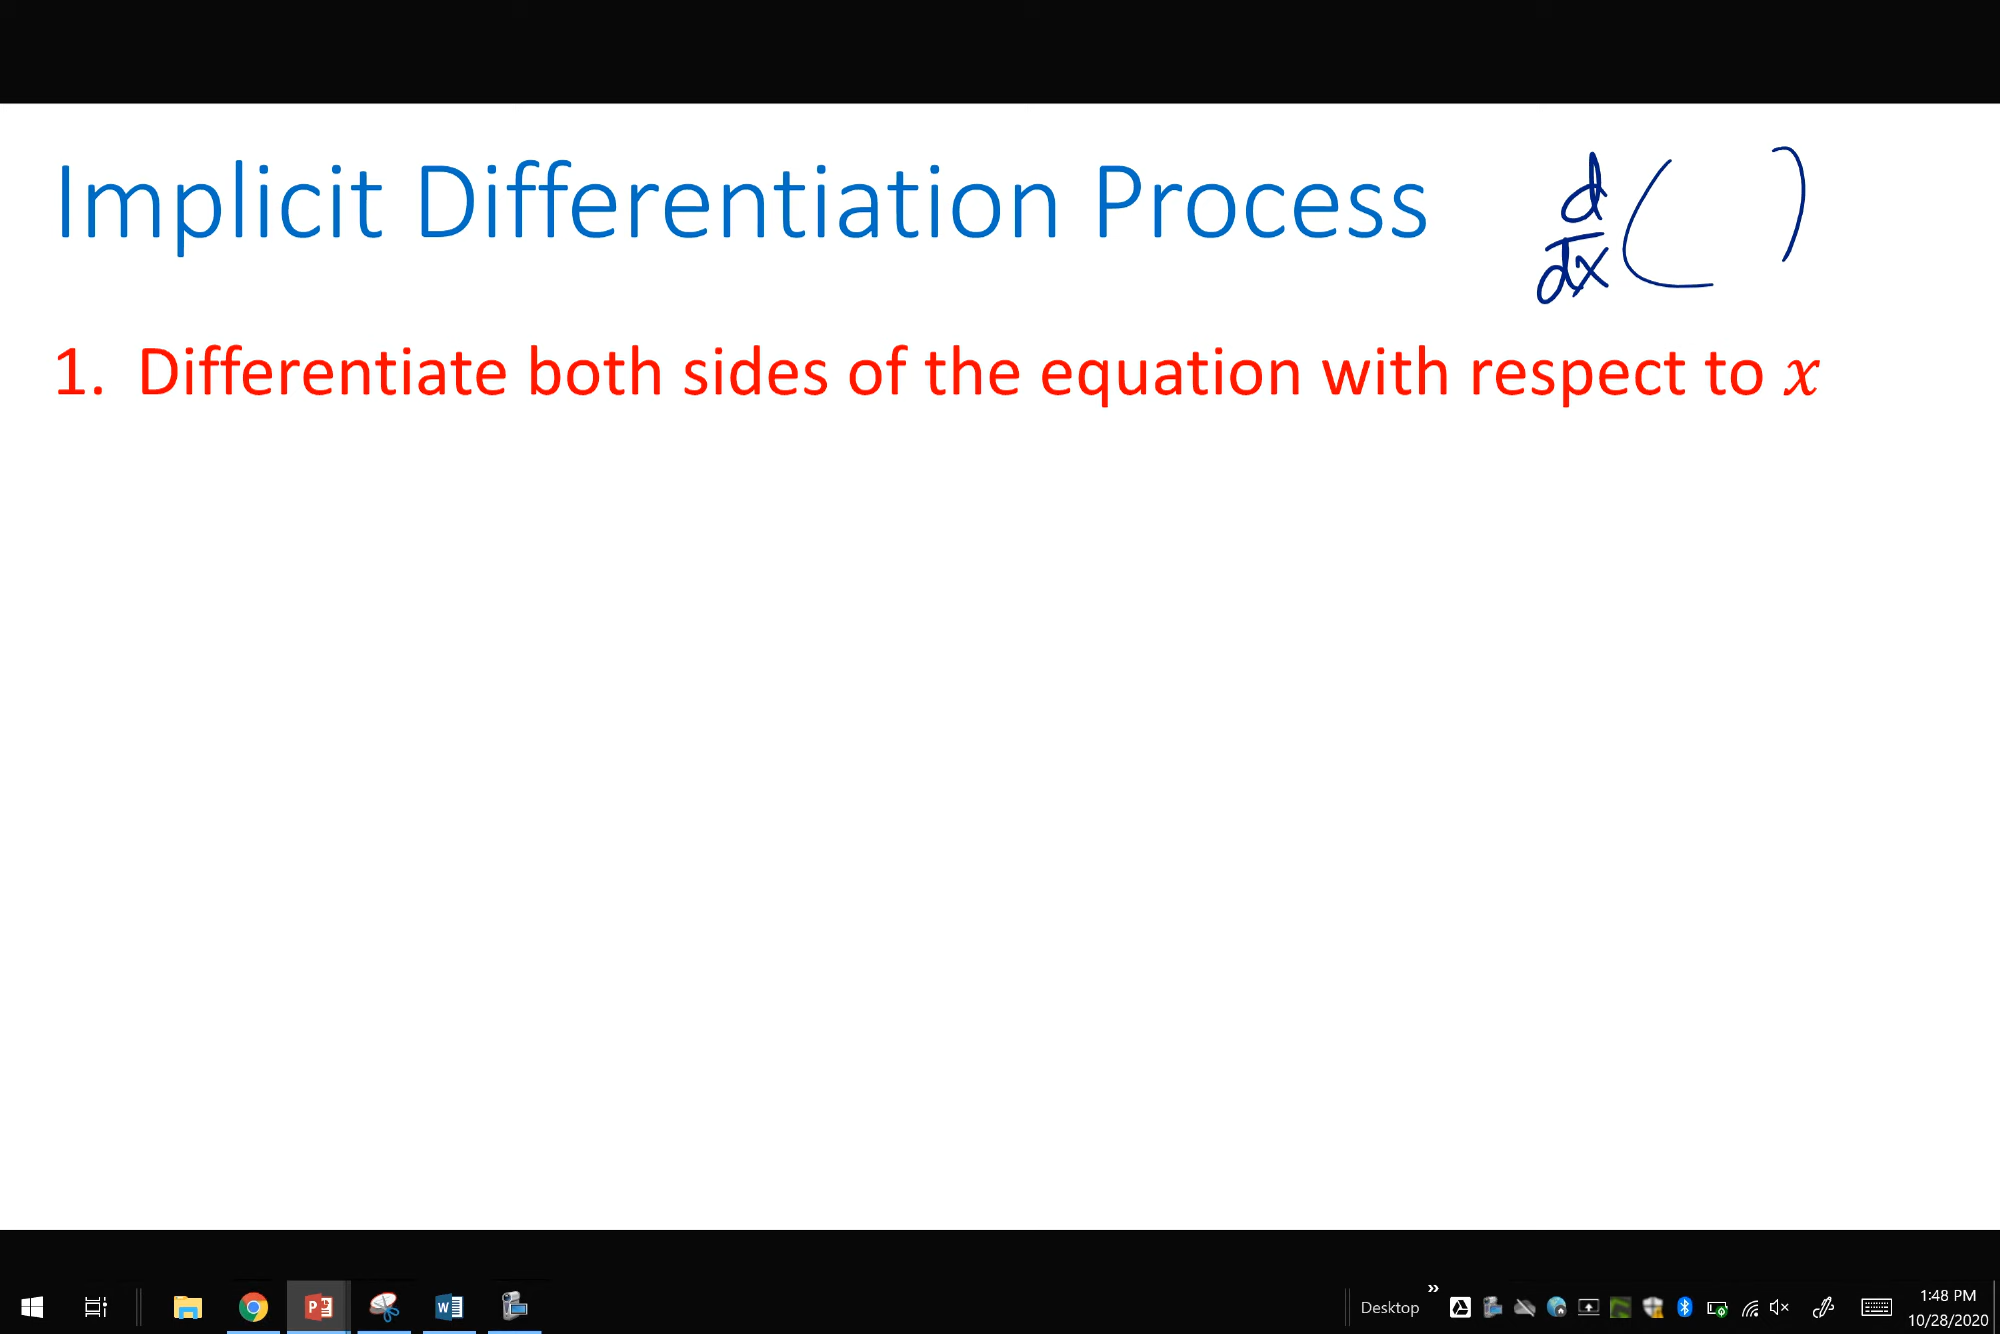 Implicit Differentiation Process
d/dx ( )
1. Differentiate both sides of the equation with respect to x
Desktop
1:48 PM
10/28/2020